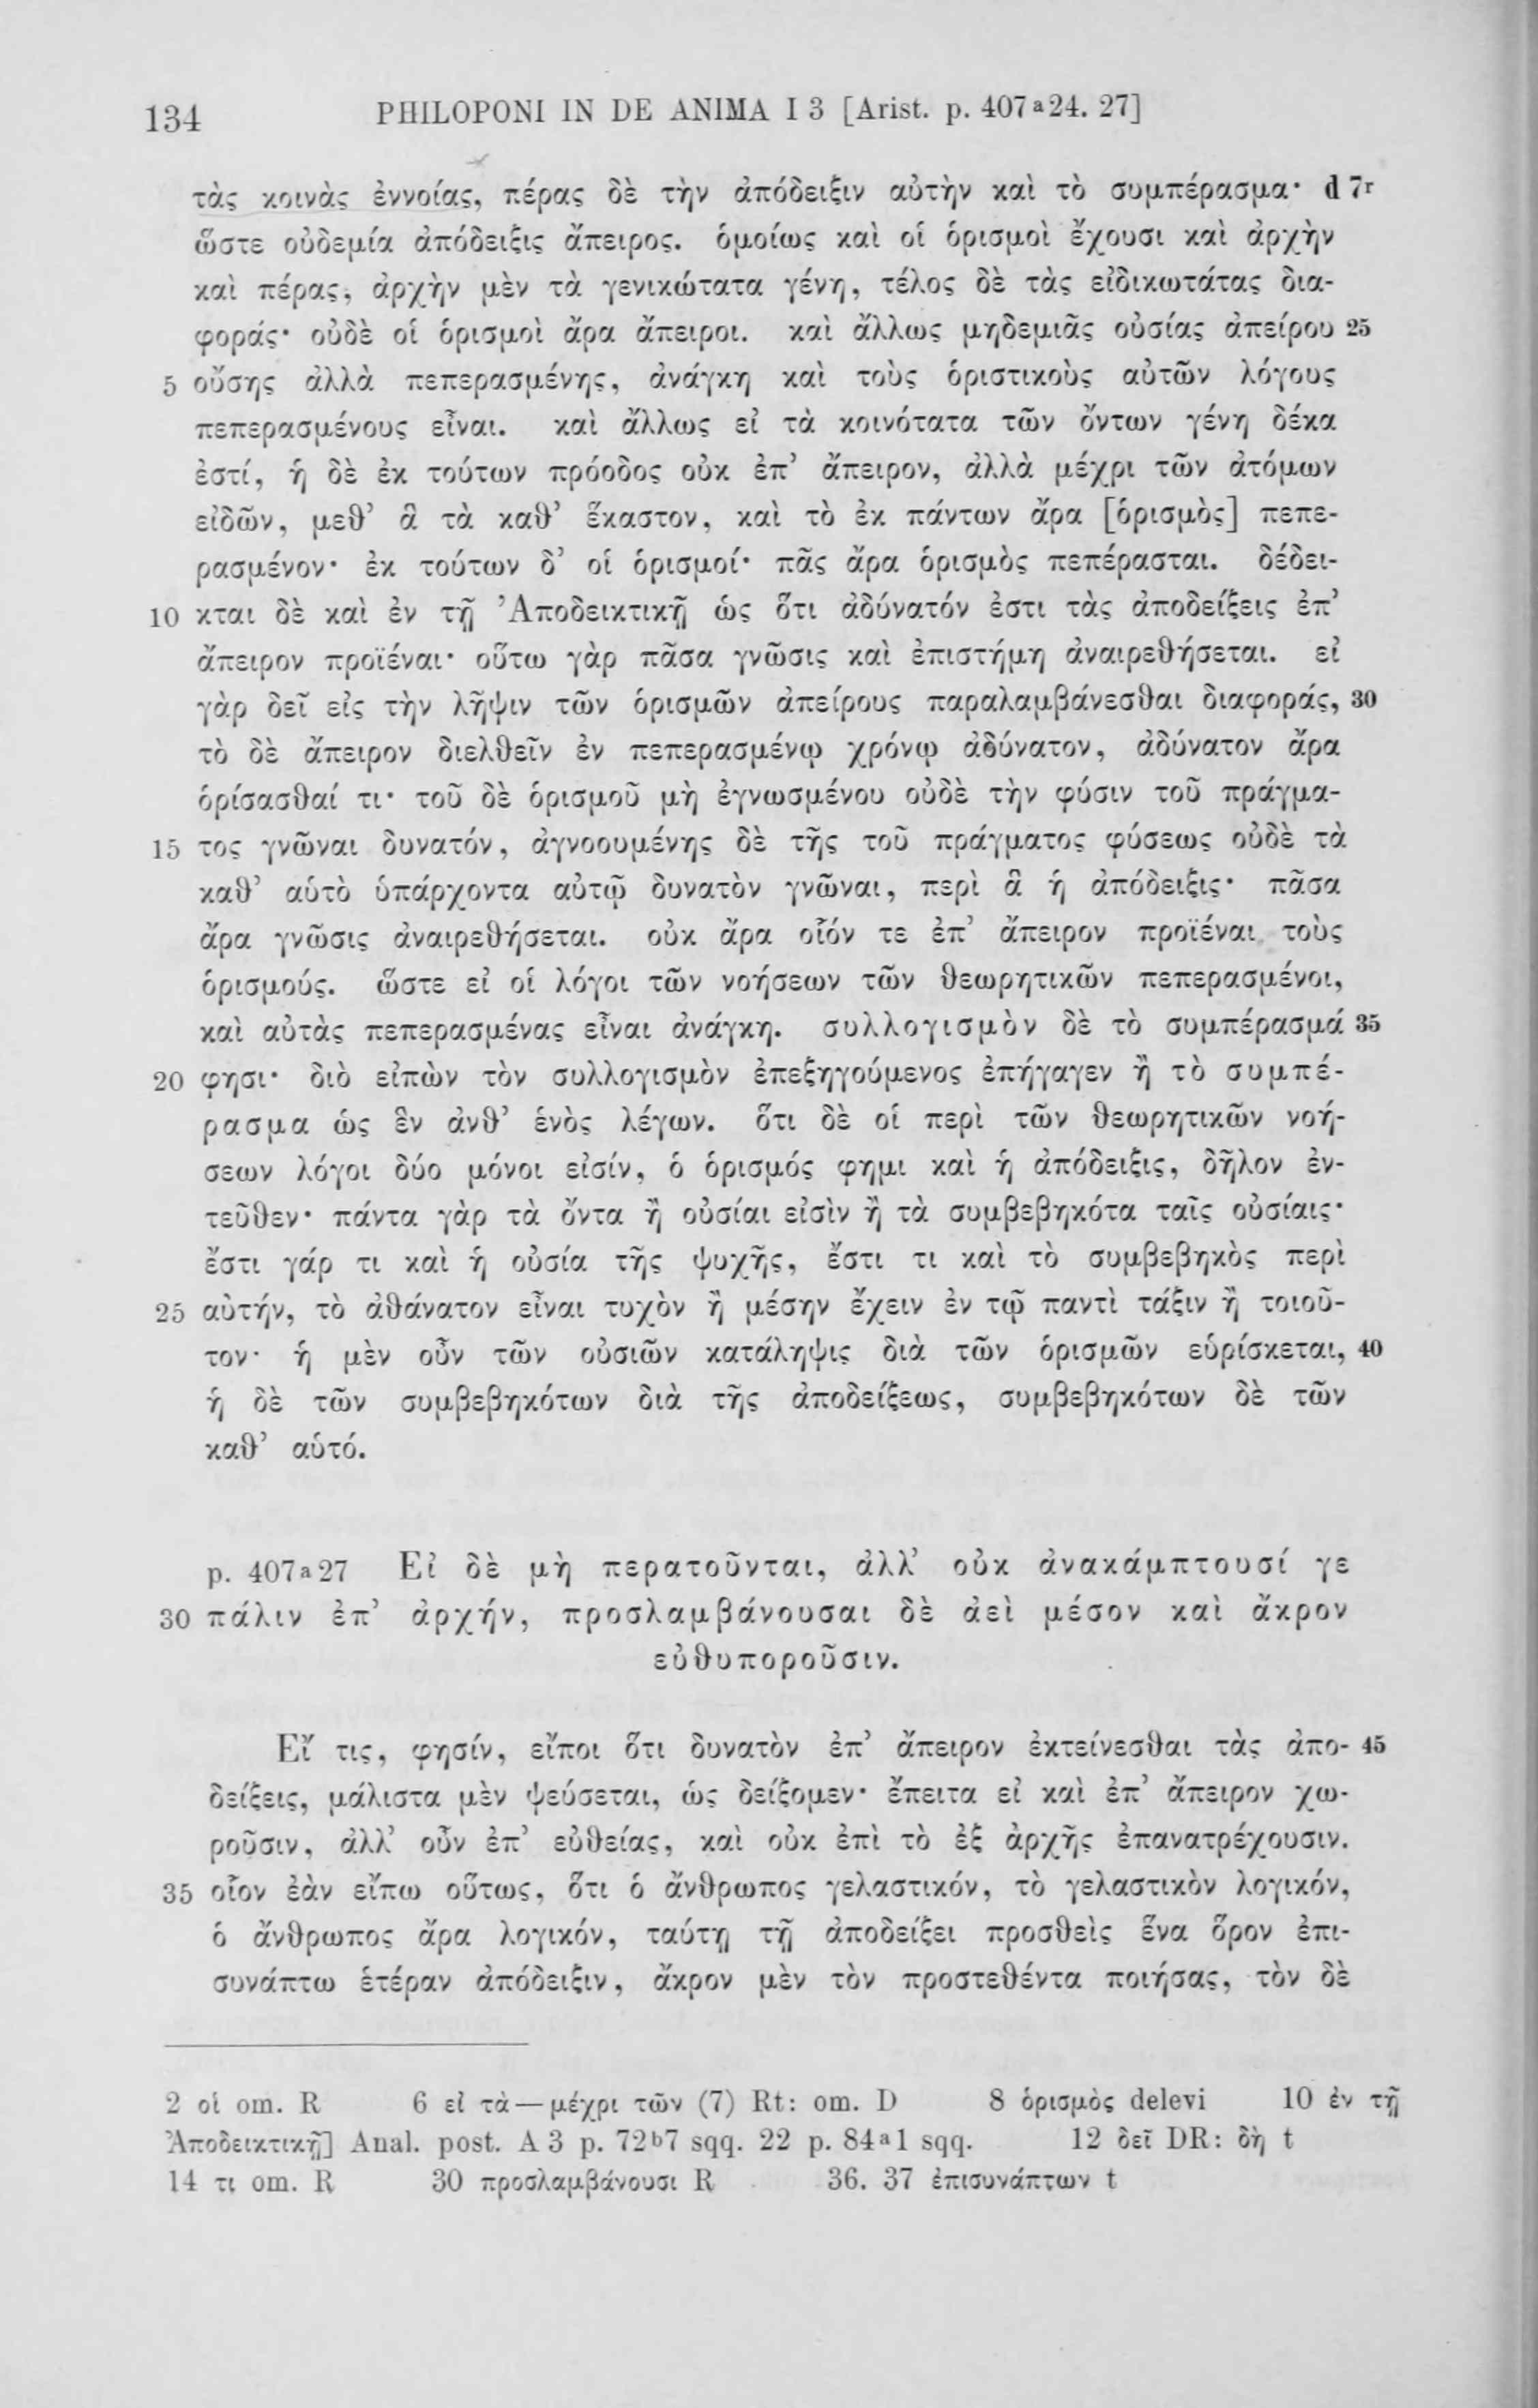 134 PHILOPONI IN DE ANIMA I 3 [Arist. p. 407ᵃ24. 27]
τὰς κοινὰς ἐννοίας, πέρας δὲ τὴν ἀπόδειξιν αὐτὴν καὶ τὸ συμπέρασμα· d 7r
ὥστε οὐδεμία ἀπόδειξις ἄπειρος. ὁμοίως καὶ οἱ ὁρισμοὶ ἔχουσι καὶ ἀρχὴν
καὶ πέρας, ἀρχὴν μὲν τὰ γενικώτατα γένη, τέλος δὲ τὰς εἰδικωτάτας δια-
φοράς· οὐδὲ οἱ ὁρισμοὶ ἄρα ἄπειροι. καὶ ἄλλως μηδεμιᾶς οὐσίας ἀπείρου 25
5 οὔσης ἀλλὰ πεπερασμένης, ἀνάγκη καὶ τοὺς ὁριστικοὺς αὐτῶν λόγους
πεπερασμένους εἶναι. καὶ ἄλλως εἰ τὰ κοινότατα τῶν ὄντων γένη δέκα
ἐστί, ἡ δὲ ἐκ τούτων πρόοδος οὐκ ἐπ’ ἄπειρον, ἀλλὰ μέχρι τῶν ἀτόμων
εἰδῶν, μεθ’ ἃ τὰ καθ’ ἕκαστον, καὶ τὸ ἐκ πάντων ἄρα [ὁρισμὸς] πεπε-
ρασμένον· ἐκ τούτων δ’ οἱ ὁρισμοί· πᾶς ἄρα ὁρισμὸς πεπέρασται. δέδει-
10 κται δὲ καὶ ἐν τῇ Ἀποδεικτικῇ ὡς ὅτι ἀδύνατόν ἐστι τὰς ἀποδείξεις ἐπ’
ἄπειρον προϊέναι· οὕτω γὰρ πᾶσα γνῶσις καὶ ἐπιστήμη ἀναιρεθήσεται. εἰ
γὰρ δεῖ εἰς τὴν λῆψιν τῶν ὁρισμῶν ἀπείρους παραλαμβάνεσθαι διαφοράς, 30
τὸ δὲ ἄπειρον διελθεῖν ἐν πεπερασμένῳ χρόνῳ ἀδύνατον, ἀδύνατον ἄρα
ὁρίσασθαί τι· τοῦ δὲ ὁρισμοῦ μὴ ἐγνωσμένου οὐδὲ τὴν φύσιν τοῦ πράγμα-
15 τος γνῶναι δυνατόν, ἀγνοουμένης δὲ τῆς τοῦ πράγματος φύσεως οὐδὲ τὰ
καθ’ αὑτὸ ὑπάρχοντα αὐτῷ δυνατὸν γνῶναι, περὶ ἃ ἡ ἀπόδειξις· πᾶσα
ἄρα γνῶσις ἀναιρεθήσεται. οὐκ ἄρα οἷόν τε ἐπ’ ἄπειρον προϊέναι τοὺς
ὁρισμούς. ὥστε εἰ οἱ λόγοι τῶν νοήσεων τῶν θεωρητικῶν πεπερασμένοι,
καὶ αὐτὰς πεπερασμένας εἶναι ἀνάγκη. συλλογισμὸν δὲ τὸ συμπέρασμά 35
20 φησι· διὸ εἰπὼν τὸν συλλογισμὸν ἐπεξηγούμενος ἐπήγαγεν ἢ τὸ συμπέ-
ρασμα ὡς ἓν ἀνθ’ ἑνὸς λέγων. ὅτι δὲ οἱ περὶ τῶν θεωρητικῶν νοή-
σεων λόγοι δύο μόνοι εἰσίν, ὁ ὁρισμός φημι καὶ ἡ ἀπόδειξις, δῆλον ἐν-
τεῦθεν· πάντα γὰρ τὰ ὄντα ἢ οὐσίαι εἰσὶν ἢ τὰ συμβεβηκότα ταῖς οὐσίαις·
ἔστι γάρ τι καὶ ἡ οὐσία τῆς ψυχῆς, ἔστι τι καὶ τὸ συμβεβηκὸς περὶ
25 αὐτήν, τὸ ἀθάνατον εἶναι τυχὸν ἢ μέσην ἔχειν ἐν τῷ παντὶ τάξιν ἢ τοιοῦ-
τον· ἡ μὲν οὖν τῶν οὐσιῶν κατάληψις διὰ τῶν ὁρισμῶν εὑρίσκεται, 40
ἡ δὲ τῶν συμβεβηκότων διὰ τῆς ἀποδείξεως, συμβεβηκότων δὲ τῶν
καθ’ αὑτό.
p. 407ᵃ27 Εἰ δὲ μὴ περατοῦνται, ἀλλ’ οὐκ ἀνακάμπτουσί γε
30 πάλιν ἐπ’ ἀρχήν, προσλαμβάνουσαι δὲ ἀεὶ μέσον καὶ ἄκρον
εὐθυποροῦσιν.
Εἴ τις, φησίν, εἴποι ὅτι δυνατὸν ἐπ’ ἄπειρον ἐκτείνεσθαι τὰς ἀπο- 45
δείξεις, μάλιστα μὲν ψεύσεται, ὡς δείξομεν· ἔπειτα εἰ καὶ ἐπ’ ἄπειρον χω-
ροῦσιν, ἀλλ’ οὖν ἐπ’ εὐθείας, καὶ οὐκ ἐπὶ τὸ ἐξ ἀρχῆς ἐπανατρέχουσιν.
35 οἷον ἐὰν εἴπω οὕτως, ὅτι ὁ ἄνθρωπος γελαστικόν, τὸ γελαστικὸν λογικόν,
ὁ ἄνθρωπος ἄρα λογικόν, ταύτῃ τῇ ἀποδείξει προσθεὶς ἕνα ὅρον ἐπι-
συνάπτω ἑτέραν ἀπόδειξιν, ἄκρον μὲν τὸν προστεθέντα ποιήσας, τὸν δὲ
2 οἱ om. R 6 εἰ τὰ — μέχρι τῶν (7) Rt: om. D 8 ὁρισμὸς delevi 10 ἐν τῇ
Ἀποδεικτικῇ] Anal. post. A 3 p. 72ᵇ7 sqq. 22 p. 84ᵃ1 sqq. 12 δεῖ DR: δὴ t
14 τι om. R 30 προσλαμβάνουσι R 36. 37 ἐπισυνάπτων t